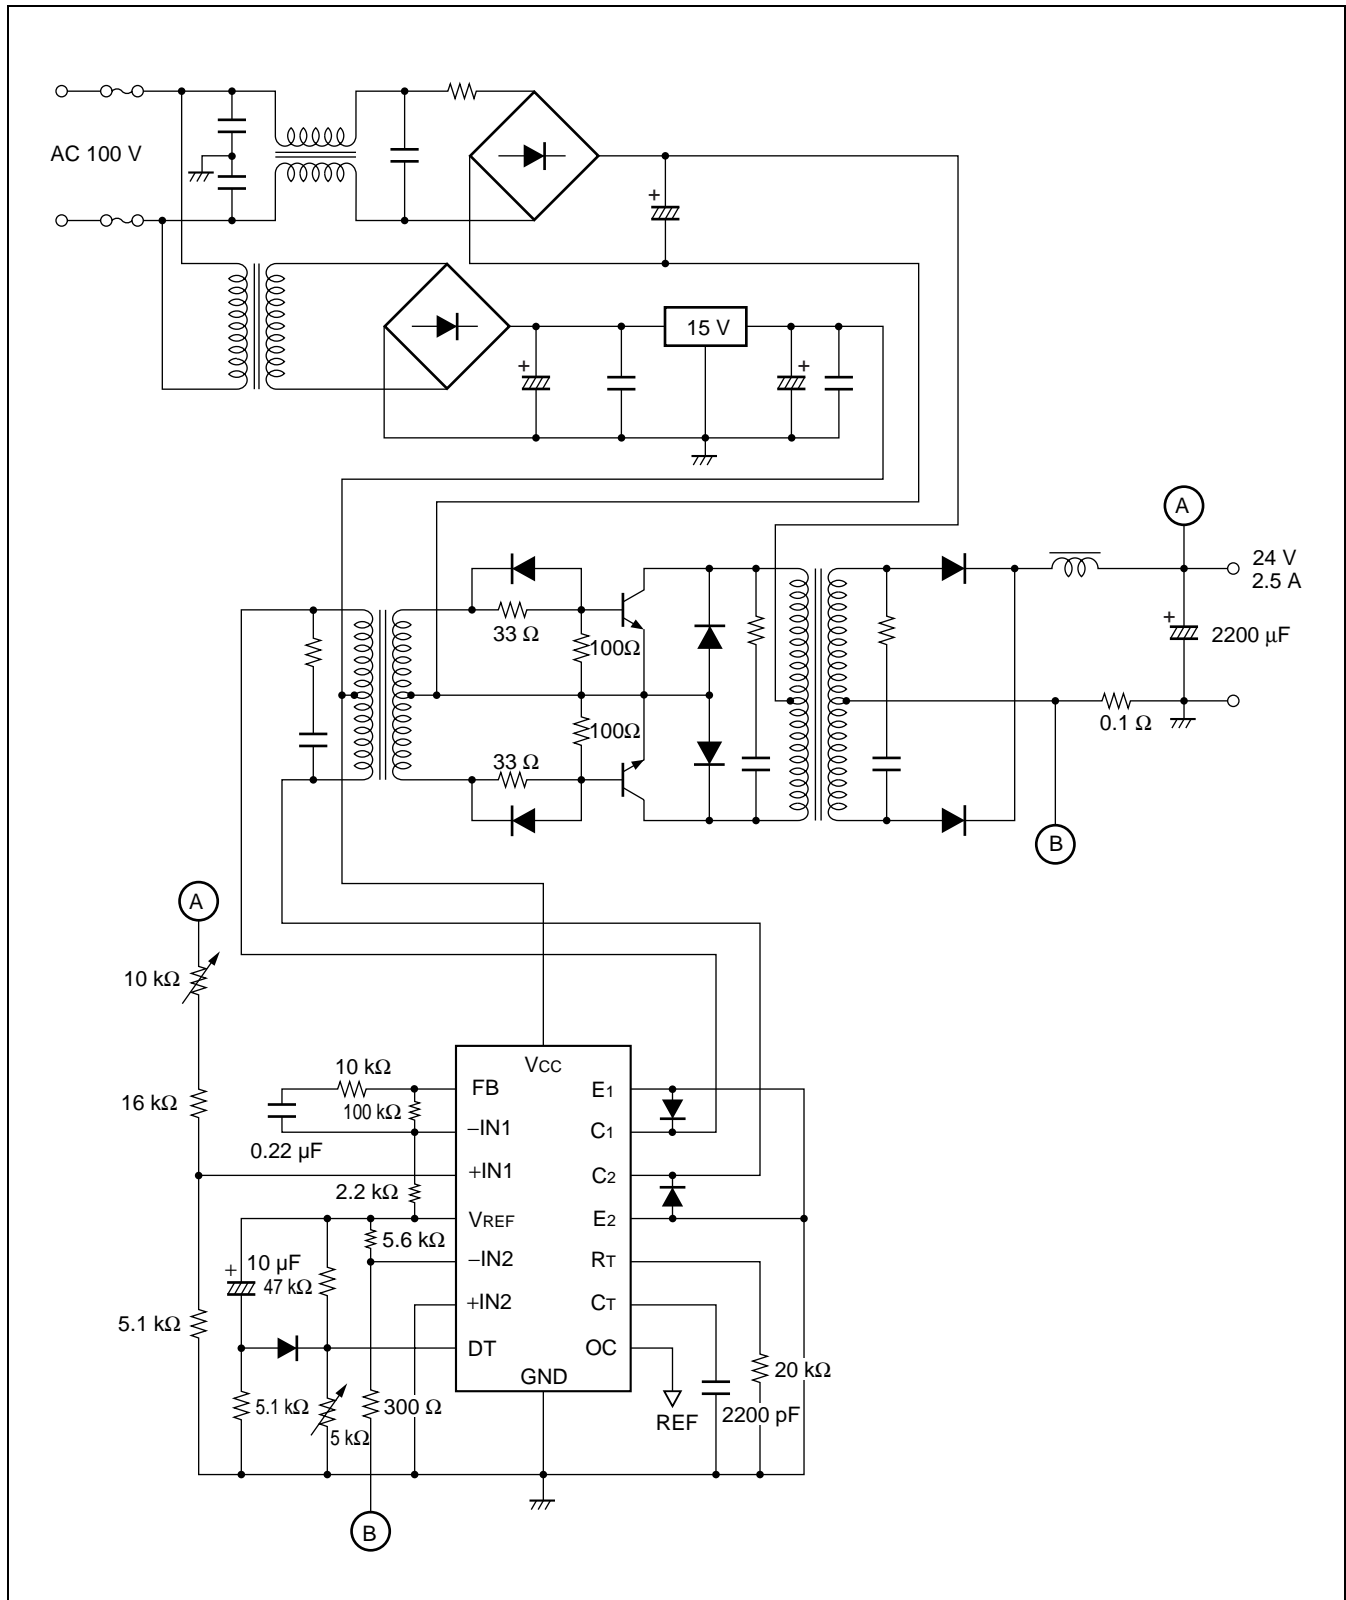 AC 100 V
15 V
A
24 V
2.5 A
33 Ω
100Ω
+
2200 µF
100Ω
0.1 Ω
33 Ω
B
A
10 kΩ
16 kΩ
5.1 kΩ
10 kΩ
100 kΩ
0.22 µF
2.2 kΩ
5.6 kΩ
10 µF
47 kΩ
5.1 kΩ
5 kΩ
300 Ω
VCC
FB
−IN1
+IN1
VREF
−IN2
+IN2
DT
GND
E1
C1
C2
E2
RT
CT
OC
REF
2200 pF
20 kΩ
B
+
+
+
+